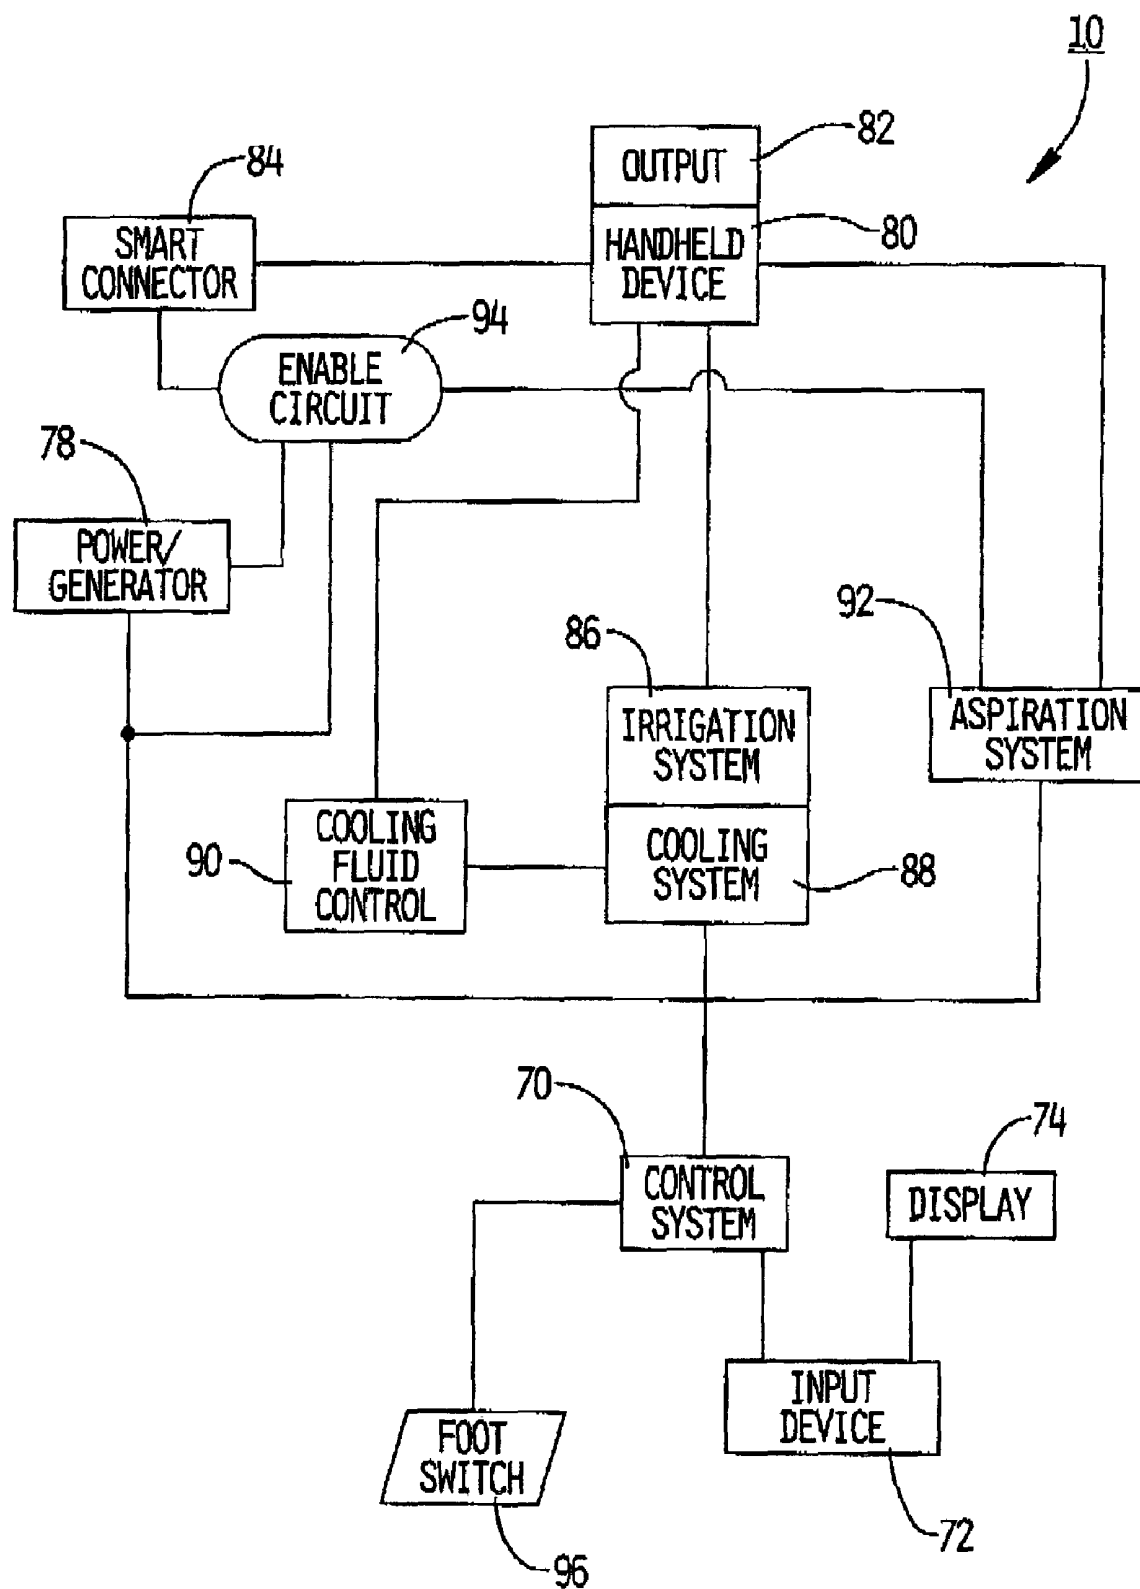 10
82
OUTPUT
84
80
SMART
CONNECTOR
HANDHELD
DEVICE
94
ENABLE
CIRCUIT
78
POWER/
GENERATOR
92
86
IRRIGATION
SYSTEM
ASPIRATION
SYSTEM
COOLING
FLUID
CONTROL
90
COOLING
SYSTEM
88
70
74
CONTROL
SYSTEM
DISPLAY
INPUT
DEVICE
FOOT
SWITCH
72
96